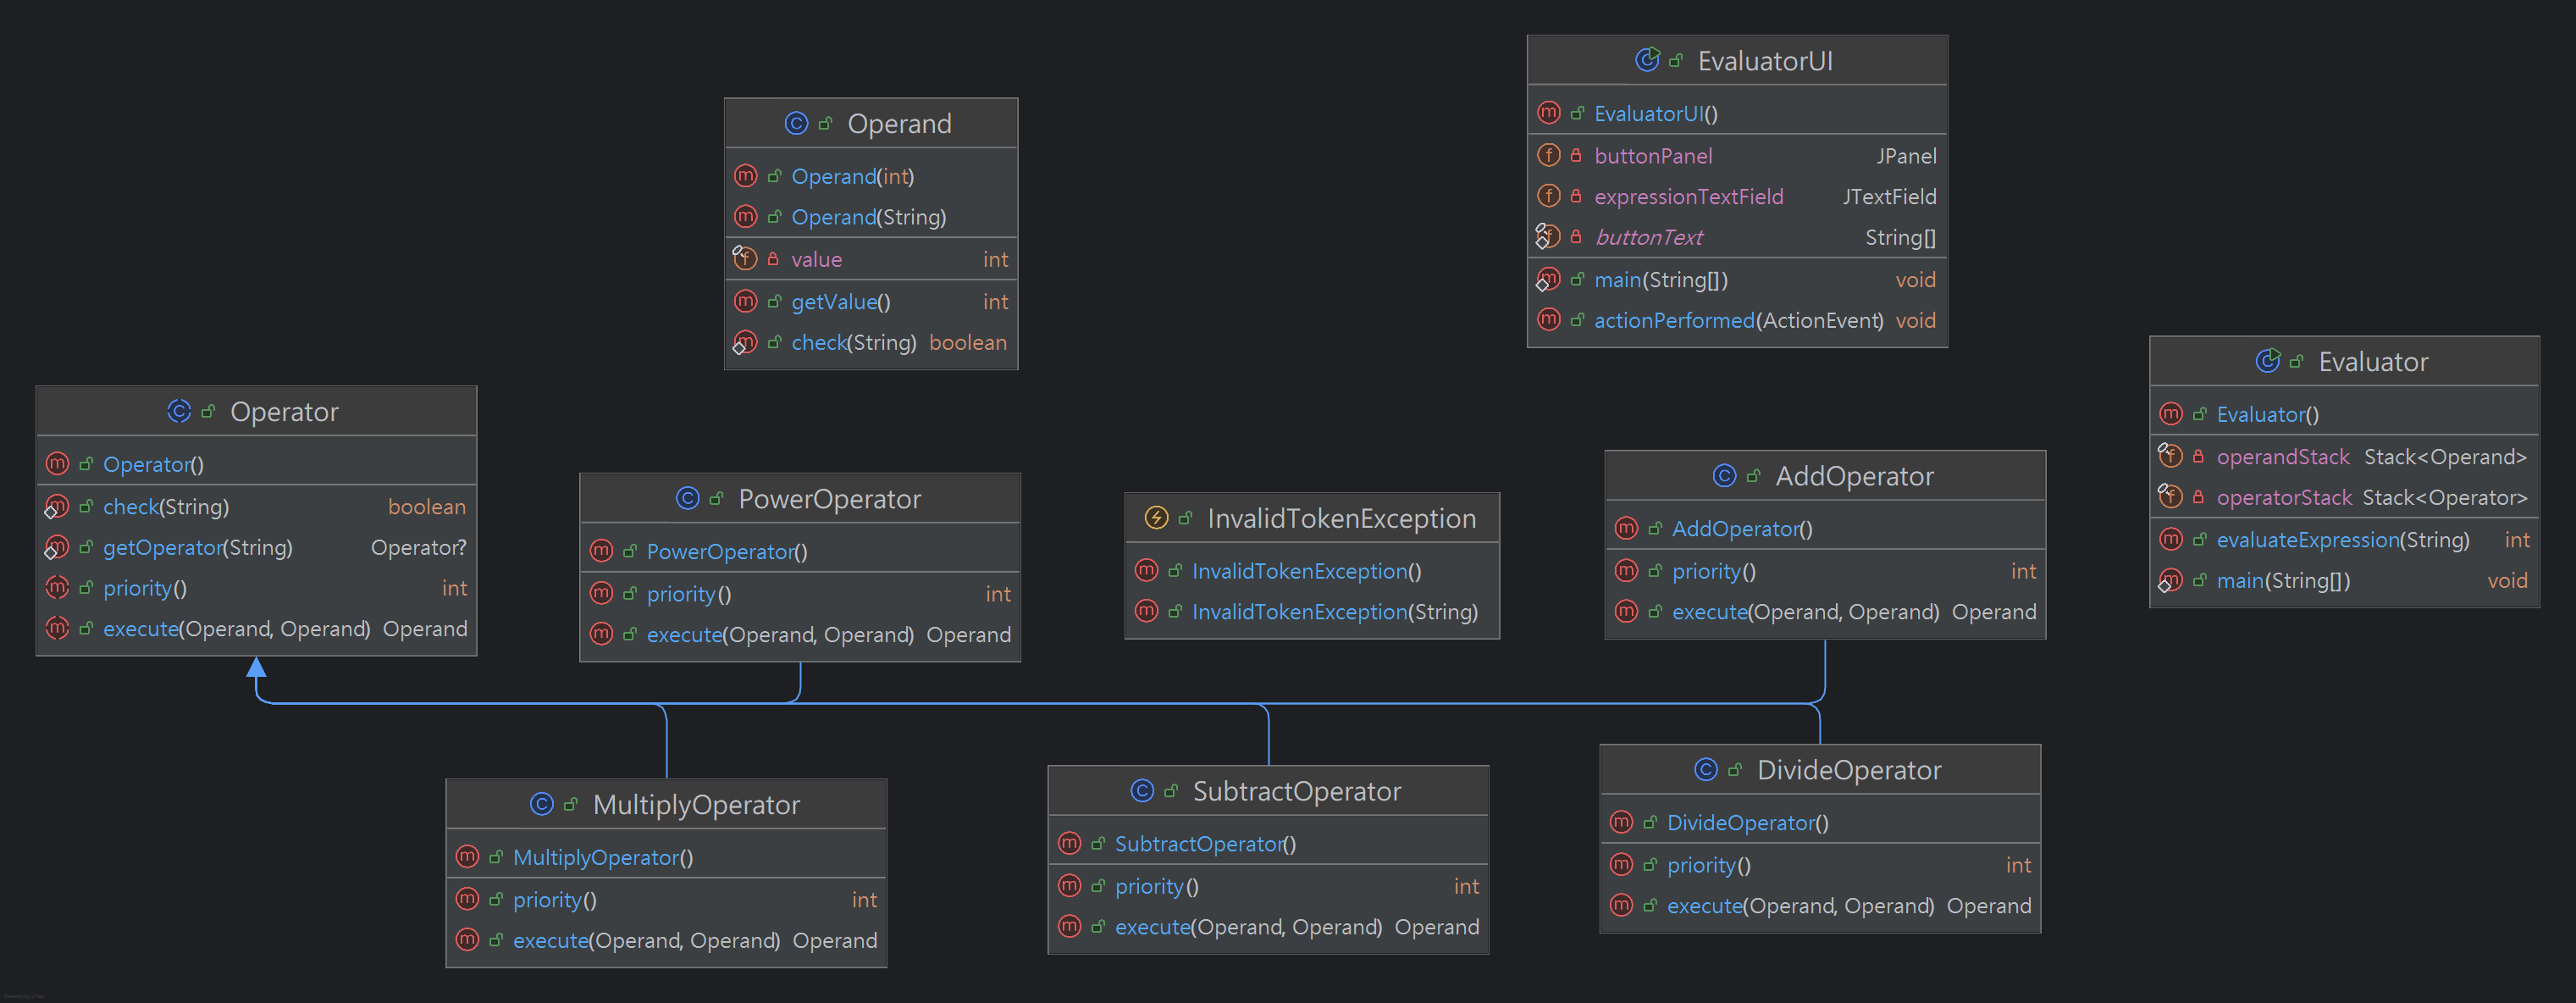 EvaluatorUI
EvaluatorUI()
buttonPanel JPanel
expressionTextField JTextField
buttonText String[]
main(String[]) void
actionPerformed(ActionEvent) void
Operand
Operand(int)
Operand(String)
value int
getValue() int
check(String) boolean
Evaluator
Evaluator()
operandStack Stack<Operand>
operatorStack Stack<Operator>
evaluateExpression(String) int
main(String[]) void
Operator
Operator()
check(String) boolean
getOperator(String) Operator?
priority() int
execute(Operand, Operand) Operand
PowerOperator
PowerOperator()
priority() int
execute(Operand, Operand) Operand
InvalidTokenException
InvalidTokenException()
InvalidTokenException(String)
AddOperator
AddOperator()
priority() int
execute(Operand, Operand) Operand
MultiplyOperator
MultiplyOperator()
priority() int
execute(Operand, Operand) Operand
SubtractOperator
SubtractOperator()
priority() int
execute(Operand, Operand) Operand
DivideOperator
DivideOperator()
priority() int
execute(Operand, Operand) Operand